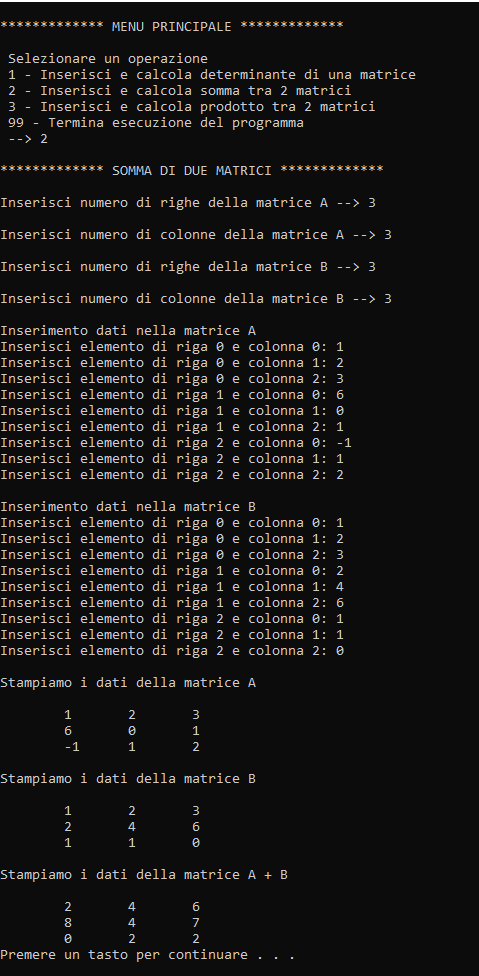 ************* MENU PRINCIPALE *************
Selezionare un operazione
1 - Inserisci e calcola determinante di una matrice
2 - Inserisci e calcola somma tra 2 matrici
3 - Inserisci e calcola prodotto tra 2 matrici
99 - Termina esecuzione del programma
--> 2
************* SOMMA DI DUE MATRICI *************
Inserisci numero di righe della matrice A --> 3
Inserisci numero di colonne della matrice A --> 3
Inserisci numero di righe della matrice B --> 3
Inserisci numero di colonne della matrice B --> 3
Inserimento dati nella matrice A
Inserisci elemento di riga 0 e colonna 0: 1
Inserisci elemento di riga 0 e colonna 1: 2
Inserisci elemento di riga 0 e colonna 2: 3
Inserisci elemento di riga 1 e colonna 0: 6
Inserisci elemento di riga 1 e colonna 1: 0
Inserisci elemento di riga 1 e colonna 2: 1
Inserisci elemento di riga 2 e colonna 0: -1
Inserisci elemento di riga 2 e colonna 1: 1
Inserisci elemento di riga 2 e colonna 2: 2
Inserimento dati nella matrice B
Inserisci elemento di riga 0 e colonna 0: 1
Inserisci elemento di riga 0 e colonna 1: 2
Inserisci elemento di riga 0 e colonna 2: 3
Inserisci elemento di riga 1 e colonna 0: 2
Inserisci elemento di riga 1 e colonna 1: 4
Inserisci elemento di riga 1 e colonna 2: 6
Inserisci elemento di riga 2 e colonna 0: 1
Inserisci elemento di riga 2 e colonna 1: 1
Inserisci elemento di riga 2 e colonna 2: 0
Stampiamo i dati della matrice A
1 2 3
6 0 1
-1 1 2
Stampiamo i dati della matrice B
1 2 3
2 4 6
1 1 0
Stampiamo i dati della matrice A + B
2 4 6
8 4 7
0 2 2
Premere un tasto per continuare . . .